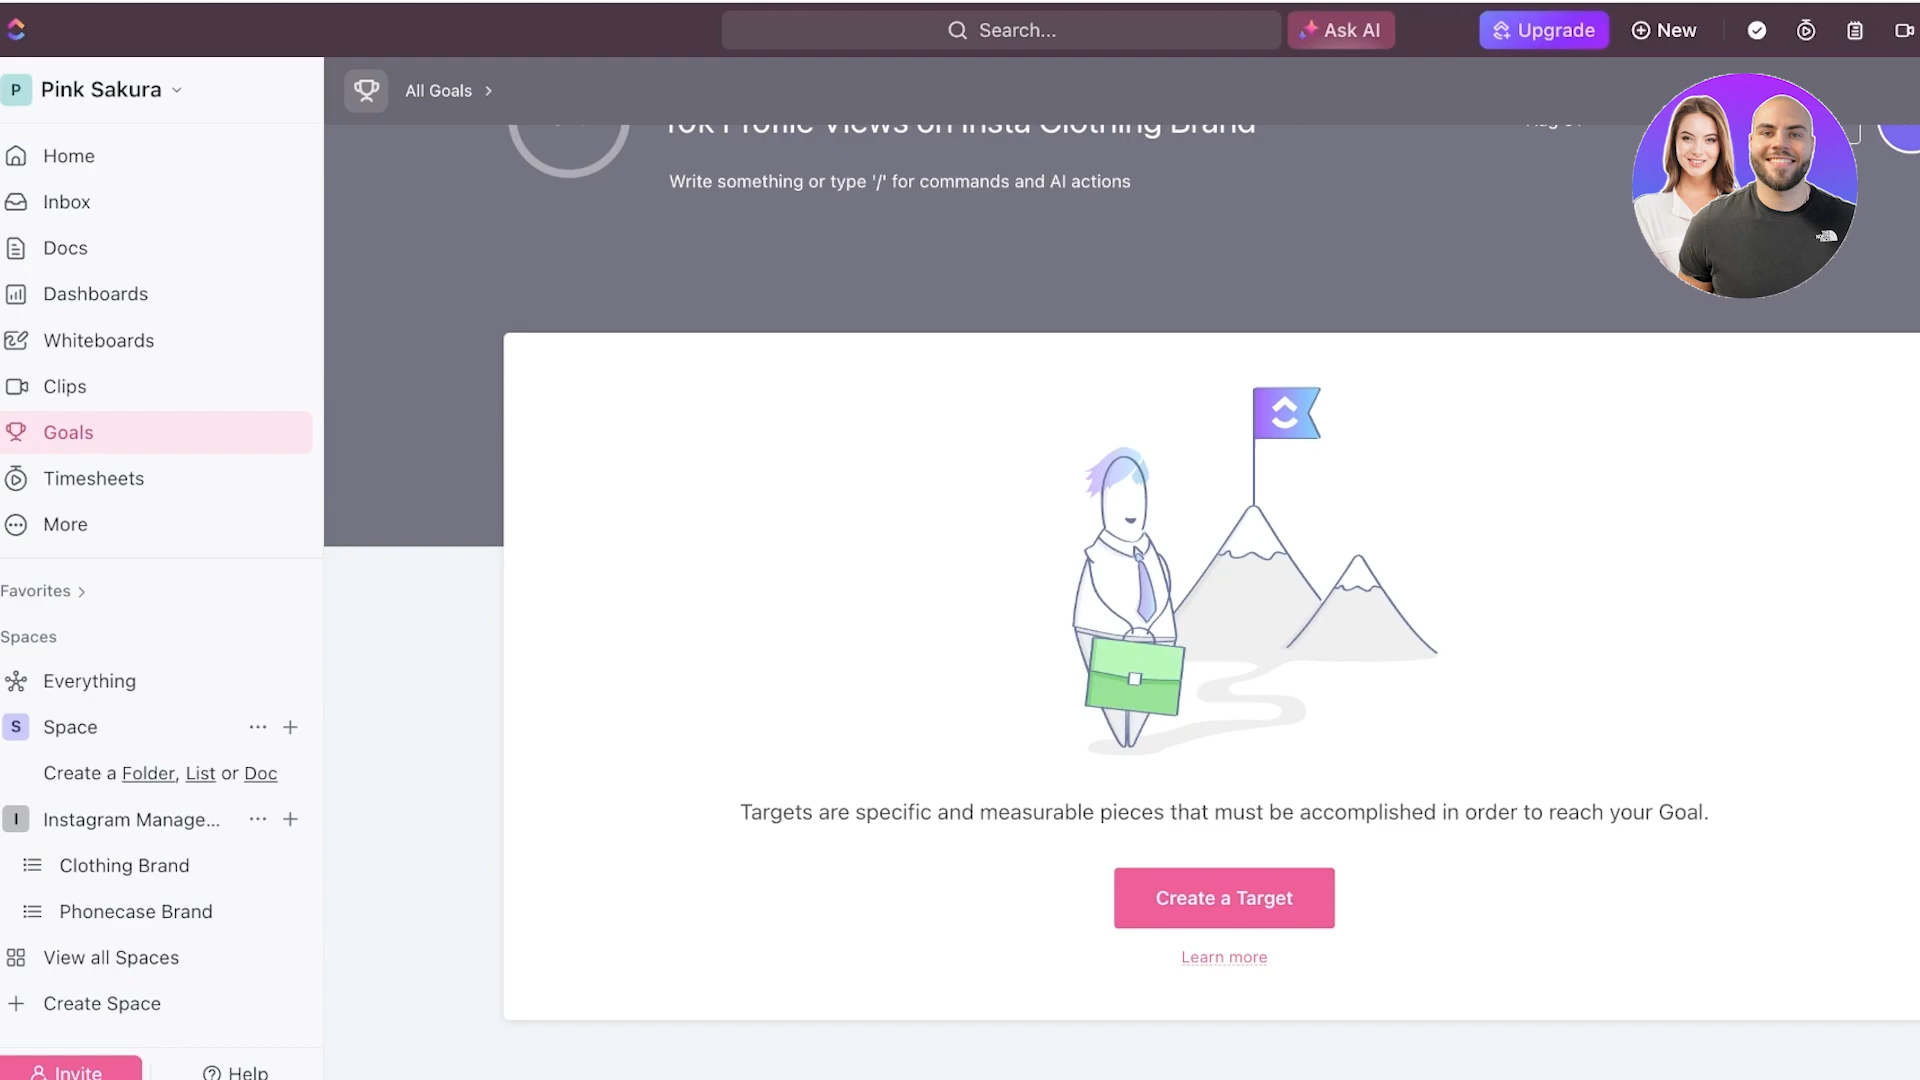 Search...
Ask AI
Upgrade
New
P
Pink Sakura
All Goals
10k Profile Views on Insta Clothing Brand
Write something or type '/' for commands and AI actions
THE NORTH FACE
Home
Inbox
Docs
Dashboards
Whiteboards
Clips
Goals
Timesheets
More
Favorites
Spaces
Everything
S
Space
Create a Folder, List or Doc
I
Instagram Manage...
Clothing Brand
Phonecase Brand
View all Spaces
Create Space
Invite
Help
Targets are specific and measurable pieces that must be accomplished in order to reach your Goal.
Create a Target
Learn more